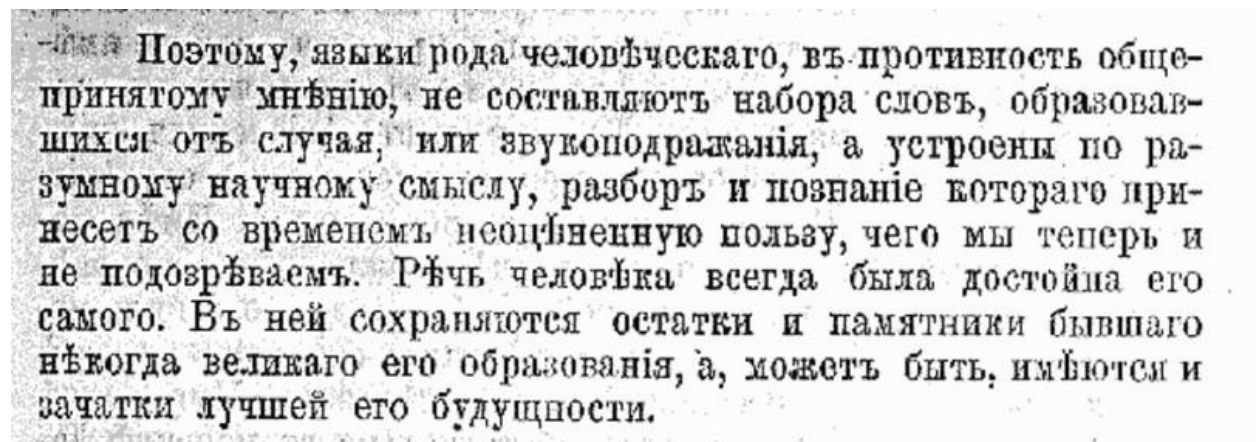 Поэтому, языки рода человѣческаго, въ противность обще-
принятому мнѣнію, не составляютъ набора словъ, образовав-
шихся отъ случая, или звукоподражанія, а устроены по ра-
зумному научному смыслу, разборъ и познаніе котораго при-
несетъ со временемъ неоцѣненную пользу, чего мы теперь и
не подозрѣваемъ. Рѣчь человѣка всегда была достойна его
самого. Въ ней сохраняются остатки и памятники бывшаго
нѣкогда великаго его образованія, а, можетъ быть, имѣются и
зачатки лучшей его будущности.